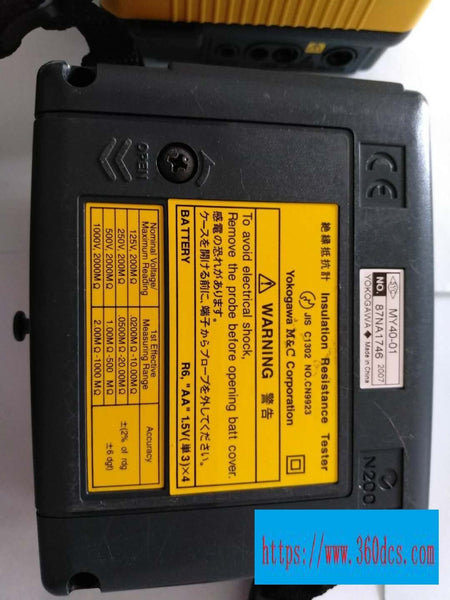 絶縁抵抗計 Insulation Resistance Tester
JIS C1302 NO.CN9923
Yokogawa M&C Corporation
WARNING 警告
To avoid electrical shock,
Remove the probe before opening batt cover.
感電の恐れがあります。
ケースを開ける前に、端子からプローブを外してください。
BATTERY R6, "AA" 1.5V(単3)×4
Nominal Voltage/ Maximum Reading
1st Effective Measuring Range
Accuracy
125V, 200MΩ .0200MΩ-10.00MΩ
250V, 200MΩ .0500MΩ-20.00MΩ
500V, 2000MΩ 1.00MΩ-500 MΩ
1000V, 2000MΩ 2.00MΩ-1000 MΩ
±(2% of rdg
±6 dgt)
OPEN
CE
MY40-01
NO. 87NA1746 2007
YOKOGAWA Made in China
N200
https://www.360dcs.com